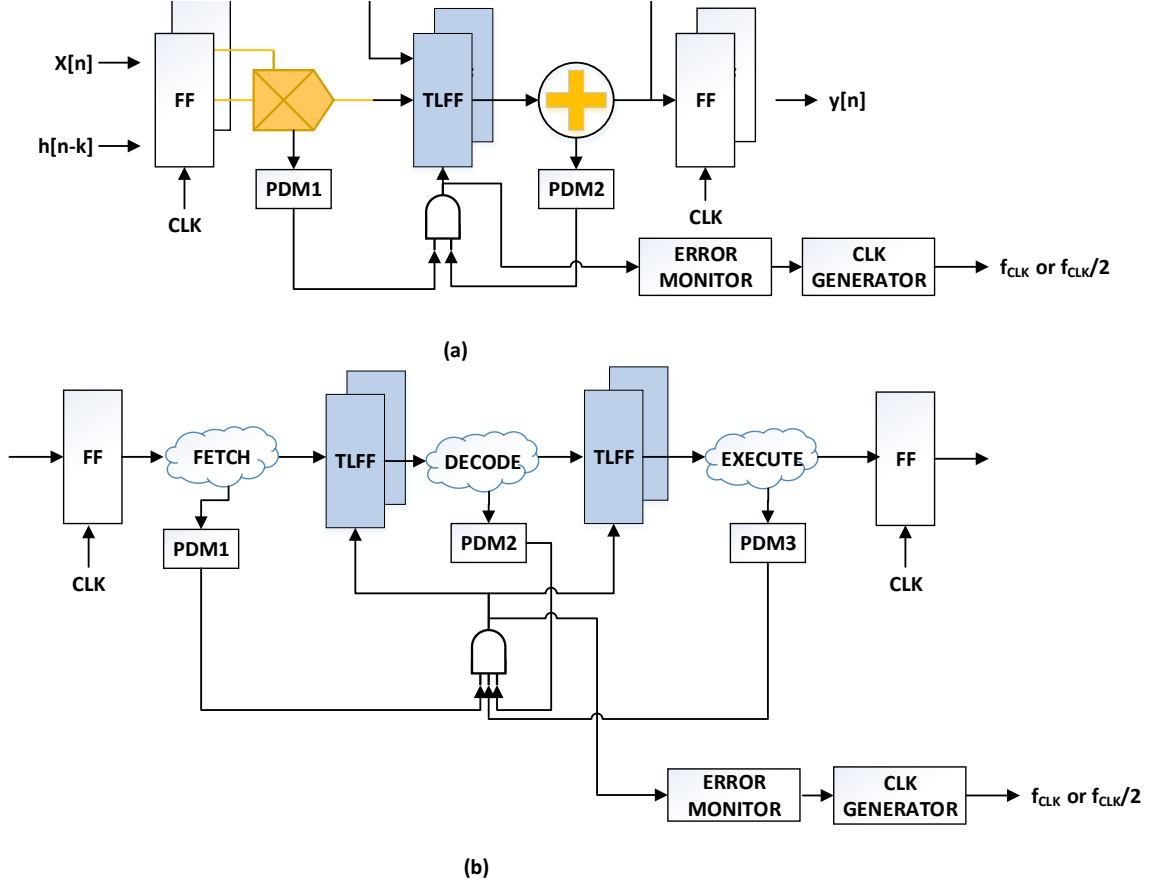 X[n]
h[n-k]
FF
TLFF
FF
y[n]
PDM1
PDM2
CLK
CLK
ERROR
MONITOR
CLK
GENERATOR
fCLK or fCLK/2
(a)
FF
FETCH
TLFF
DECODE
TLFF
EXECUTE
FF
PDM1
PDM2
PDM3
CLK
CLK
ERROR
MONITOR
CLK
GENERATOR
fCLK or fCLK/2
(b)